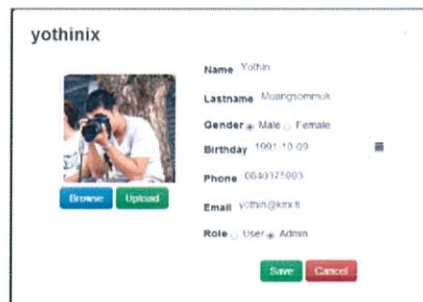 yothinix
Name Yothin
Lastname Muangsommuk
Gender Male Female
Birthday 1991-10-09
Phone
Browse Upload
Email
Role User Admin
Save Cancel